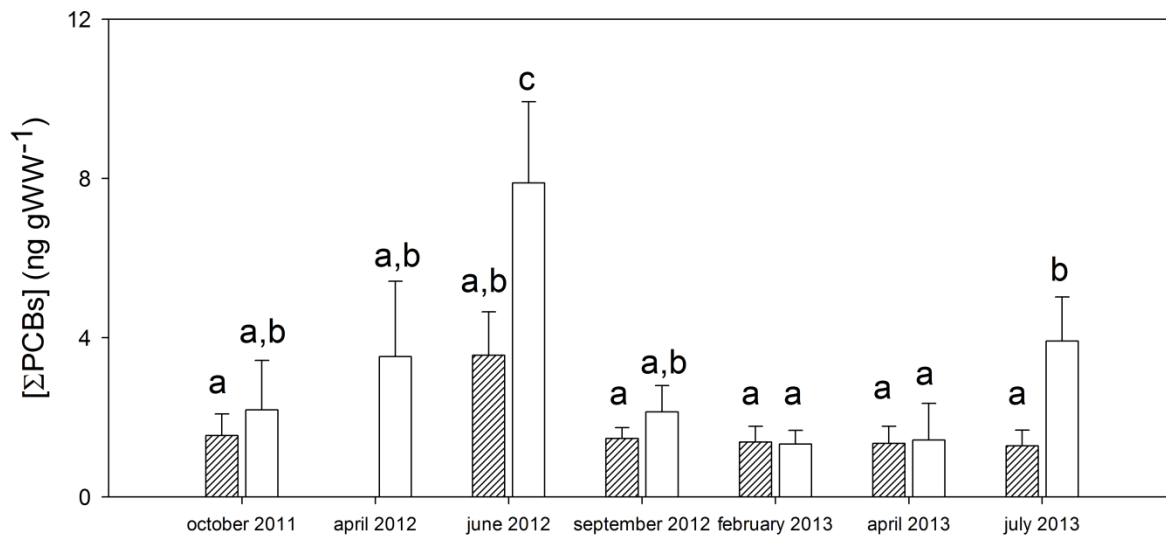 12
8
4
0
[ΣPCBs] (ng gWW-1)
c
a,b
a,b
a,b
b
a
a
a,b
a
a
a
a
a
october 2011
april 2012
june 2012
september 2012
february 2013
april 2013
july 2013